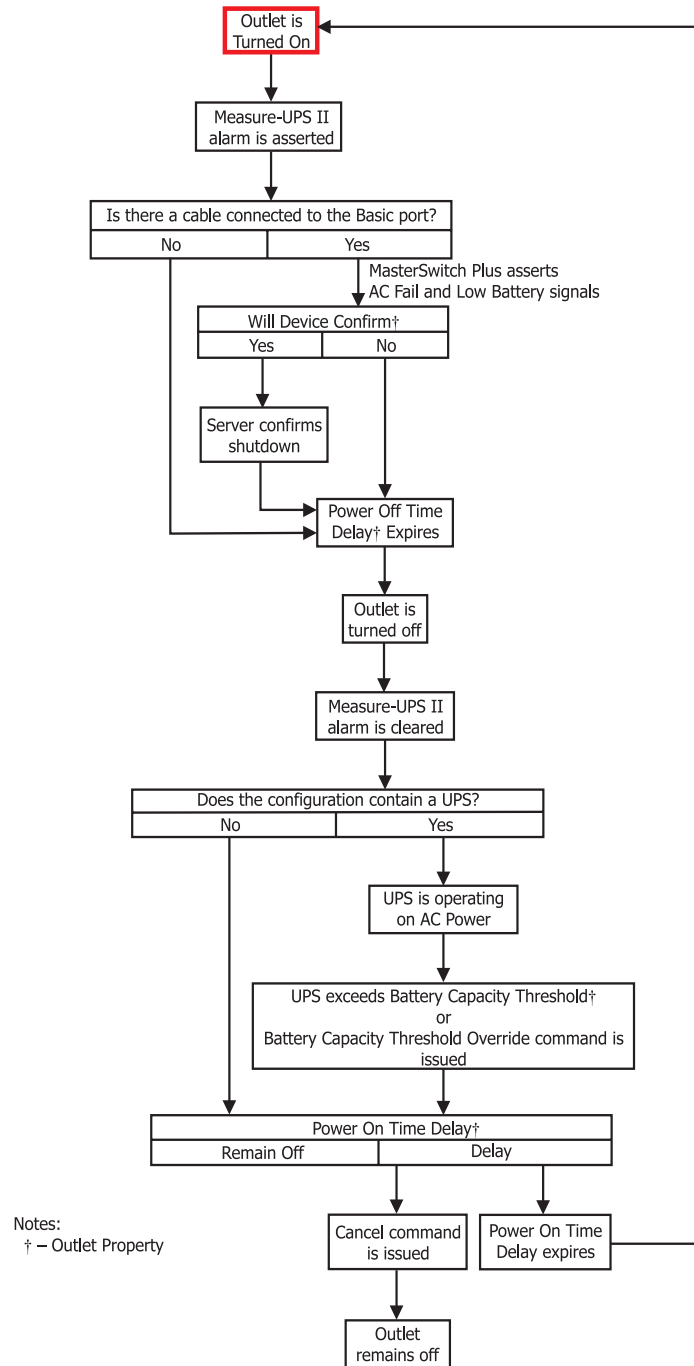 Outlet is
Turned On
Measure-UPS II
alarm is asserted
Is there a cable connected to the Basic port?
No
Yes
MasterSwitch Plus asserts
AC Fail and Low Battery signals
Will Device Confirm†
Yes
No
Server confirms
shutdown
Power Off Time
Delay† Expires
Outlet is
turned off
Measure-UPS II
alarm is cleared
Does the configuration contain a UPS?
No
Yes
UPS is operating
on AC Power
UPS exceeds Battery Capacity Threshold†
or
Battery Capacity Threshold Override command is
issued
Power On Time Delay†
Remain Off
Delay
Notes:
† – Outlet Property
Cancel command
is issued
Power On Time
Delay expires
Outlet
remains off